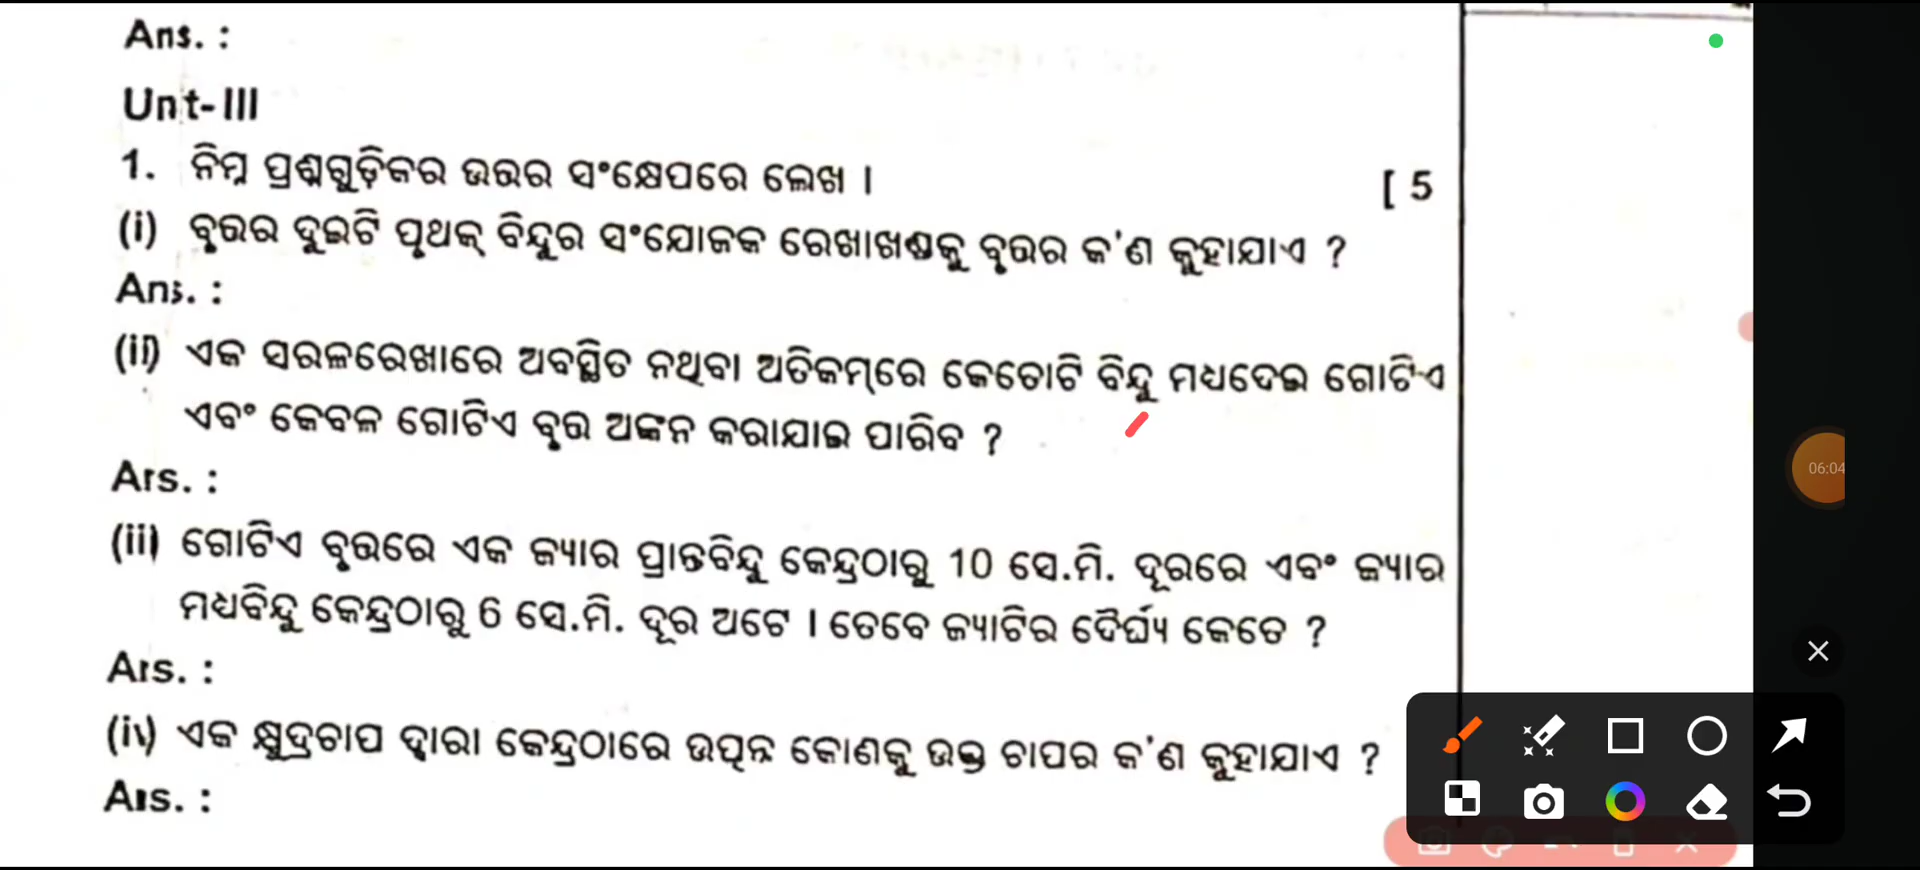 Ans. :
Unt-III
1. ନିମ୍ନ ପ୍ରଶ୍ନଗୁଡ଼ିକର ଉତ୍ତର ସଂକ୍ଷେପରେ ଲେଖ ।
[ 5
(i) ବୃତ୍ତର ଦୁଇଟି ପୃଥକ୍ ବିନ୍ଦୁର ସଂଯୋଜକ ରେଖାଖଣ୍ଡକୁ ବୃତ୍ତର କ'ଣ କୁହାଯାଏ ?
Ans. :
(ii) ଏକ ସରଳରେଖାରେ ଅବସ୍ଥିତ ନଥିବା ଅତିକମ୍‌ରେ କେତୋଟି ବିନ୍ଦୁ ମଧ୍ୟଦେଇ ଗୋଟିଏ
ଏବଂ କେବଳ ଗୋଟିଏ ବୃତ୍ତ ଅଙ୍କନ କରାଯାଇ ପାରିବ ?
Ars. :
(iii) ଗୋଟିଏ ବୃତ୍ତରେ ଏକ ଜ୍ୟାର ପ୍ରାନ୍ତବିନ୍ଦୁ କେନ୍ଦ୍ରଠାରୁ 10 ସେ.ମି. ଦୂରରେ ଏବଂ ଜ୍ୟାର
ମଧ୍ୟବିନ୍ଦୁ କେନ୍ଦ୍ରଠାରୁ 6 ସେ.ମି. ଦୂର ଅଟେ । ତେବେ ଜ୍ୟାଟିର ଦୈର୍ଘ୍ୟ କେତେ ?
Ars. :
(iv) ଏକ କ୍ଷୁଦ୍ରଚାପ ଦ୍ୱାରା କେନ୍ଦ୍ରଠାରେ ଉତ୍ପନ୍ନ କୋଣକୁ ଉକ୍ତ ଚାପର କ'ଣ କୁହାଯାଏ ?
Ars. :
06:04